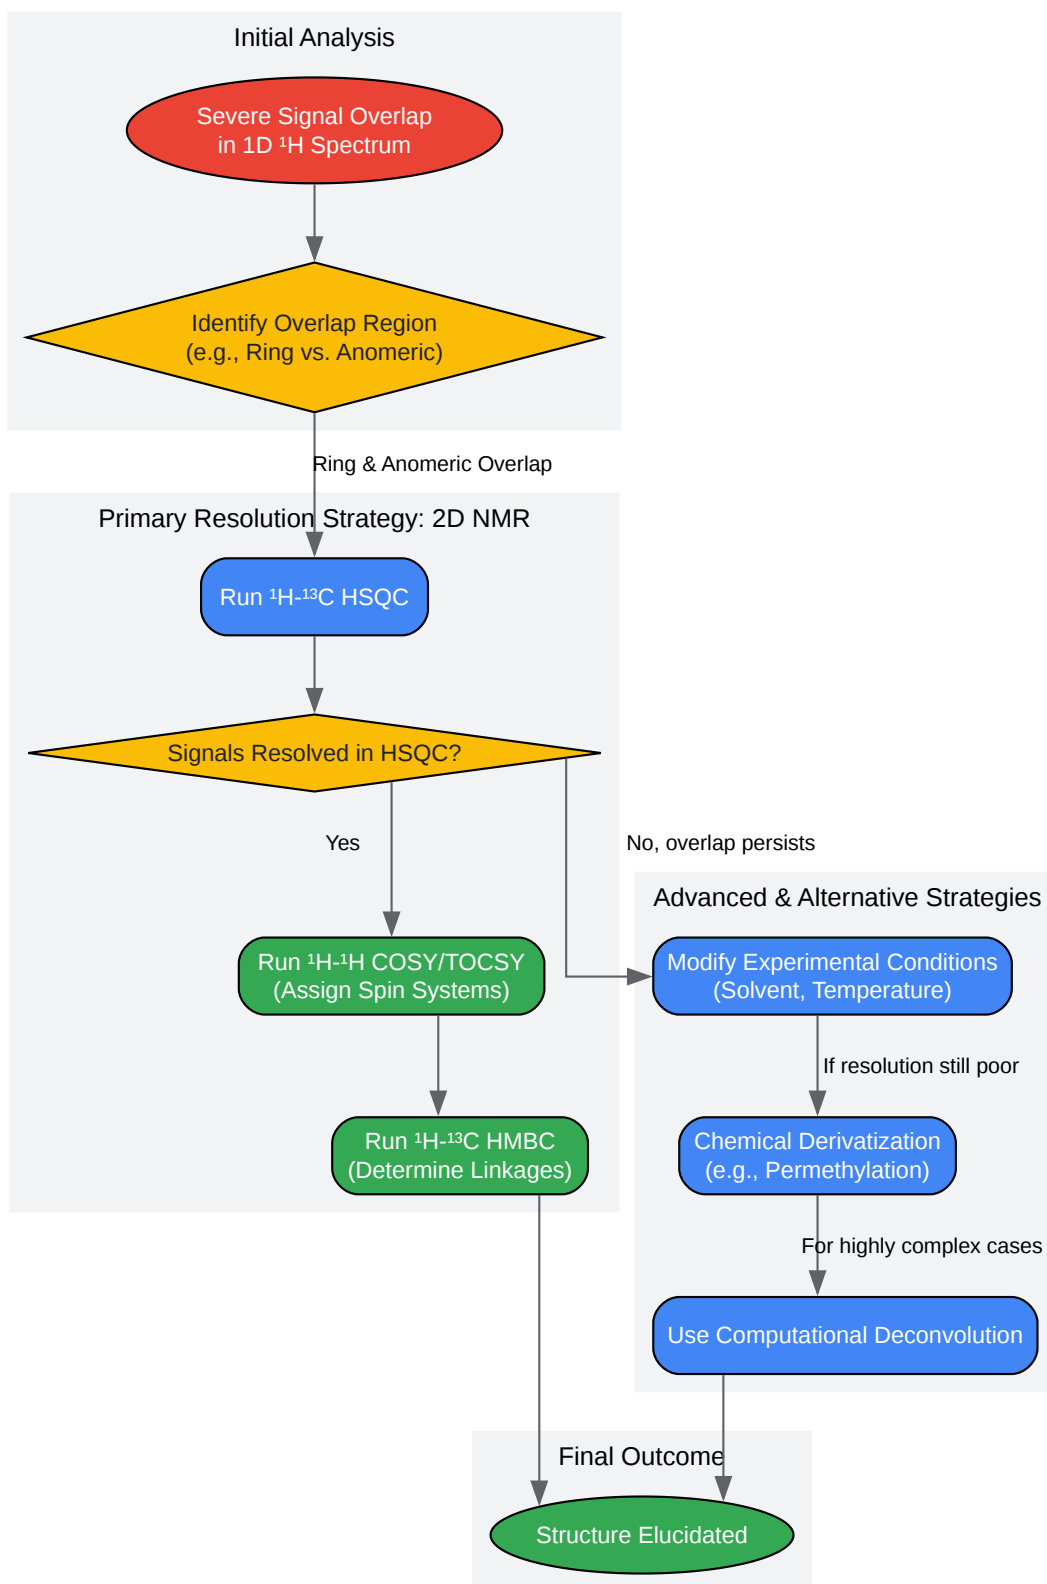 Initial Analysis
Severe Signal Overlap
in 1D ¹H Spectrum
Identify Overlap Region
(e.g., Ring vs. Anomeric)
Ring & Anomeric Overlap
Primary Resolution Strategy: 2D NMR
Run ¹H-¹³C HSQC
Signals Resolved in HSQC?
Yes
No, overlap persists
Run ¹H-¹H COSY/TOCSY
(Assign Spin Systems)
Run ¹H-¹³C HMBC
(Determine Linkages)
Advanced & Alternative Strategies
Modify Experimental Conditions
(Solvent, Temperature)
If resolution still poor
Chemical Derivatization
(e.g., Permethylation)
For highly complex cases
Use Computational Deconvolution
Final Outcome
Structure Elucidated